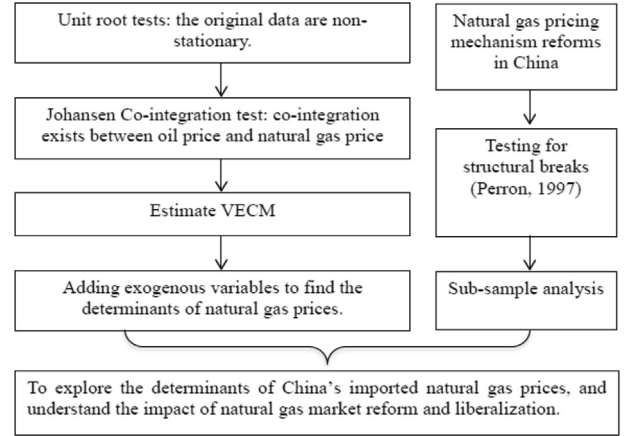 Unit root tests: the original data are non-
stationary.
Johansen Co-integration test: co-integration
exists between oil price and natural gas price
Estimate VECM
Adding exogenous variables to find the
determinants of natural gas prices.
Natural gas pricing
mechanism reforms
in China
Testing for
structural breaks
(Perron, 1997)
Sub-sample analysis
To explore the determinants of China's imported natural gas prices, and
understand the impact of natural gas market reform and liberalization.